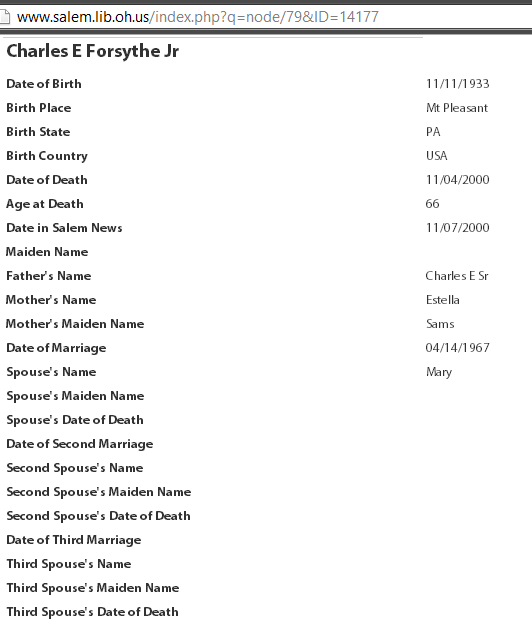 www.salem.lib.oh.us/index.php?q=node/79&ID=14177
Charles E Forsythe Jr
Date of Birth 11/11/1933
Birth Place Mt Pleasant
Birth State PA
Birth Country USA
Date of Death 11/04/2000
Age at Death 66
Date in Salem News 11/07/2000
Maiden Name
Father's Name Charles E Sr
Mother's Name Estella
Mother's Maiden Name Sams
Date of Marriage 04/14/1967
Spouse's Name Mary
Spouse's Maiden Name
Spouse's Date of Death
Date of Second Marriage
Second Spouse's Name
Second Spouse's Maiden Name
Second Spouse's Date of Death
Date of Third Marriage
Third Spouse's Name
Third Spouse's Maiden Name
Third Spouse's Date of Death